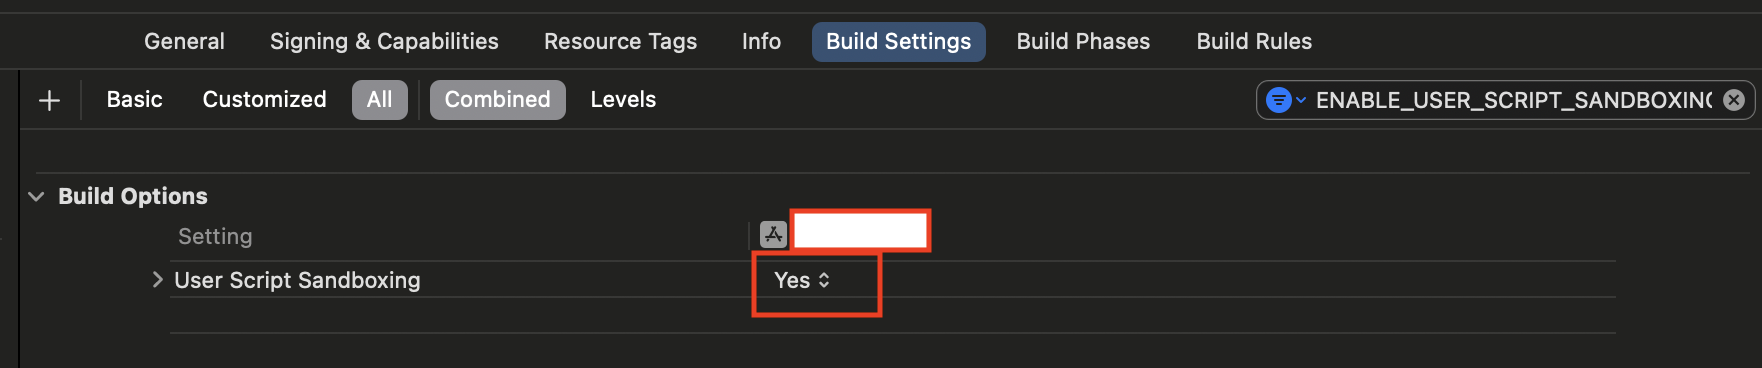 General Signing & Capabilities Resource Tags Info Build Settings Build Phases Build Rules
Basic Customized All Combined Levels ENABLE_USER_SCRIPT_SANDBOXING
Build Options
Setting
User Script Sandboxing Yes